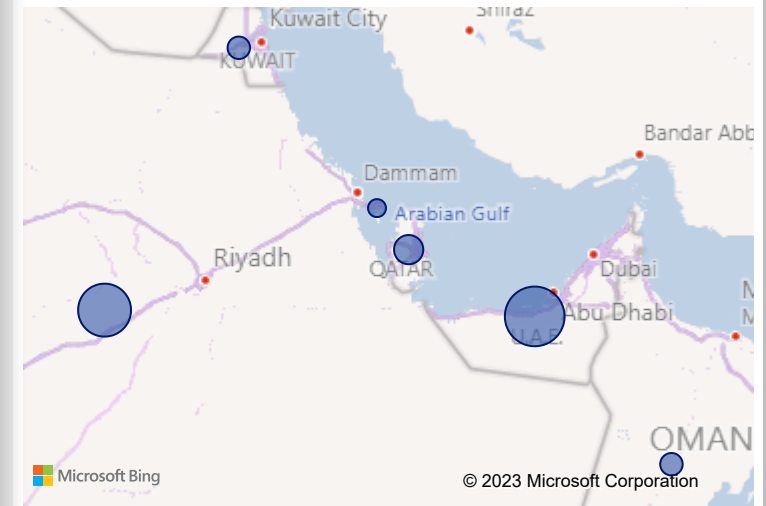 Shiraz
Kuwait City
KUWAIT
Bandar Abb
Dammam
Arabian Gulf
Riyadh
QATAR
Dubai
M
Abu Dhabi
M
U.A.E.
OMAN
Microsoft Bing
© 2023 Microsoft Corporation